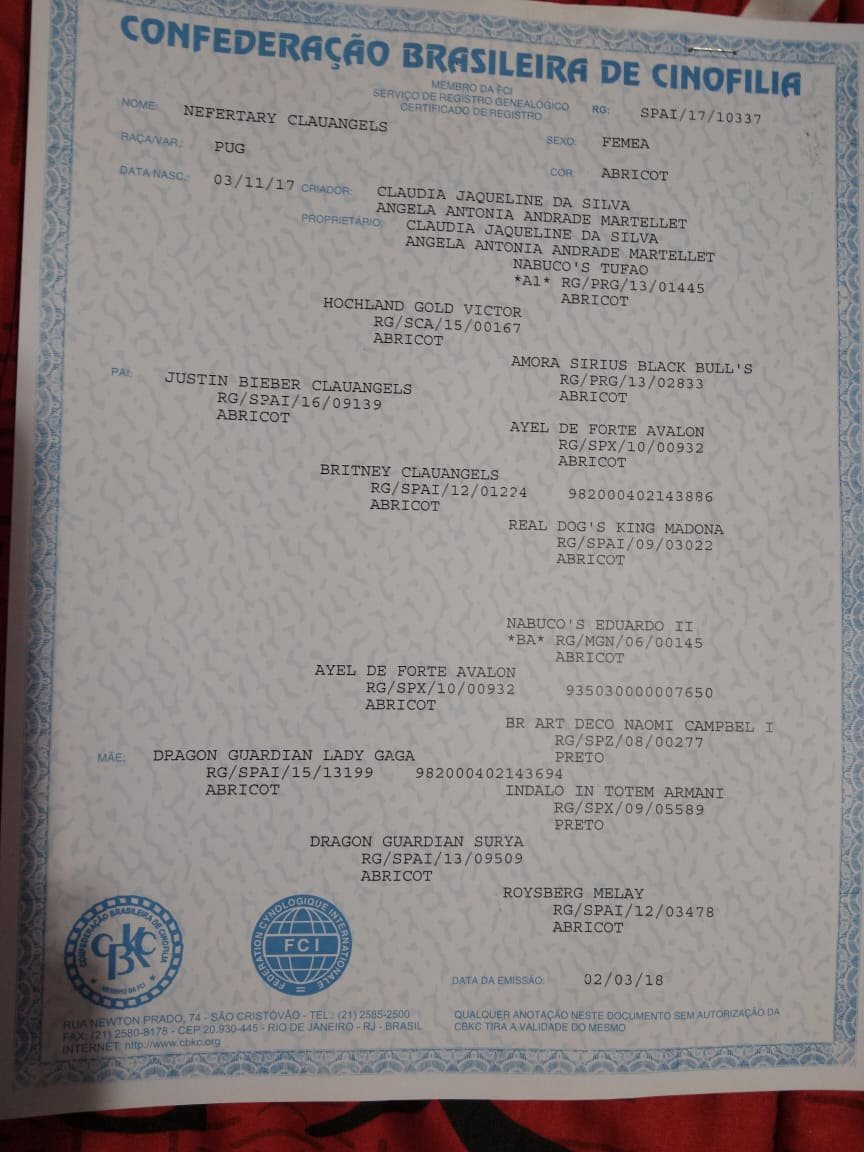 CONFEDERAÇÃO BRASILEIRA DE CINOFILIA
MEMBRO DA FCI
SERVIÇO DE REGISTRO GENEALÓGICO
CERTIFICADO DE REGISTRO
RG: SPAI/17/10337
NOME: NEFERTARY CLAUANGELS
SEXO: FEMEA
RAÇA/VAR.: PUG
COR: ABRICOT
DATA NASC.: 03/11/17 CRIADOR: CLAUDIA JAQUELINE DA SILVA
ANGELA ANTONIA ANDRADE MARTELLET
PROPRIETÁRIO: CLAUDIA JAQUELINE DA SILVA
ANGELA ANTONIA ANDRADE MARTELLET
NABUCO'S TUFAO
*A1* RG/PRG/13/01445
ABRICOT
HOCHLAND GOLD VICTOR
RG/SCA/15/00167
ABRICOT
AMORA SIRIUS BLACK BULL'S
RG/PRG/13/02833
ABRICOT
PAI: JUSTIN BIEBER CLAUANGELS
RG/SPAI/16/09139
ABRICOT
AYEL DE FORTE AVALON
RG/SPX/10/00932
ABRICOT
BRITNEY CLAUANGELS
RG/SPAI/12/01224 982000402143886
ABRICOT
REAL DOG'S KING MADONA
RG/SPAI/09/03022
ABRICOT
NABUCO'S EDUARDO II
*BA* RG/MGN/06/00145
ABRICOT
AYEL DE FORTE AVALON
RG/SPX/10/00932 935030000007650
ABRICOT
BR ART DECO NAOMI CAMPBEL I
RG/SPZ/08/00277
PRETO
MÃE: DRAGON GUARDIAN LADY GAGA
RG/SPAI/15/13199 982000402143694
ABRICOT
INDALO IN TOTEM ARMANI
RG/SPX/09/05589
PRETO
DRAGON GUARDIAN SURYA
RG/SPAI/13/09509
ABRICOT
ROYSBERG MELAY
RG/SPAI/12/03478
ABRICOT
CONFEDERAÇÃO BRASILEIRA DE CINOFILIA
CBKC
MEMBRO DA FCI
FEDERATION CYNOLOGIQUE INTERNATIONALE
FCI
DATA DA EMISSÃO: 02/03/18
RUA NEWTON PRADO, 74 - SÃO CRISTÓVÃO - TEL.: (21) 2585-2500
FAX: (21) 2580-8178 - CEP 20.930-445 - RIO DE JANEIRO - RJ - BRASIL
INTERNET: http://www.cbkc.org
QUALQUER ANOTAÇÃO NESTE DOCUMENTO SEM AUTORIZAÇÃO DA
CBKC TIRA A VALIDADE DO MESMO